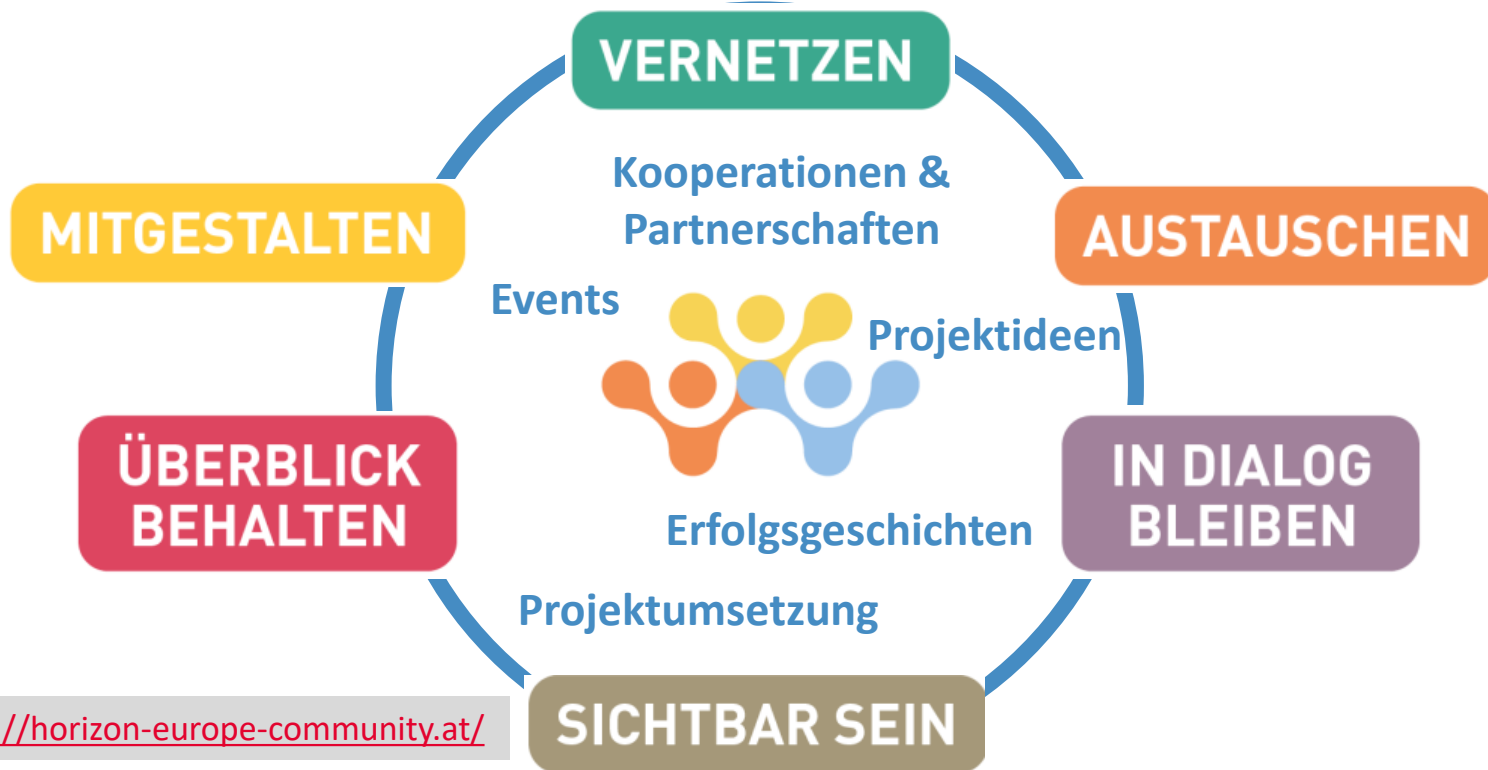 VERNETZEN
Kooperationen &
Partnerschaften
MITGESTALTEN
AUSTAUSCHEN
Events
Projektideen
ÜBERBLICK
BEHALTEN
IN DIALOG
BLEIBEN
Erfolgsgeschichten
Projektumsetzung
SICHTBAR SEIN
//horizon-europe-community.at/